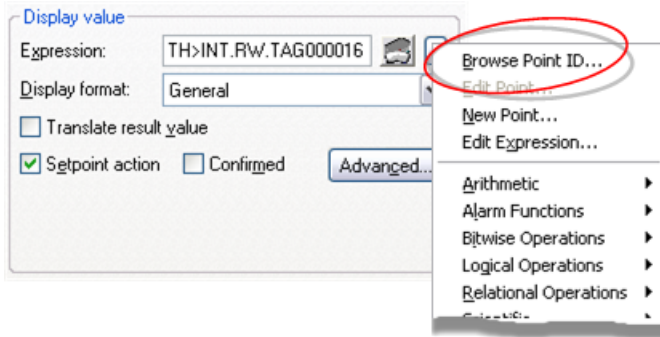 Display value
Expression: TH>INT.RW.TAG000016
Display format: General
Translate result value
Setpoint action Confirmed Advanced...
Browse Point ID...
Edit Point...
New Point...
Edit Expression...
Arithmetic
Alarm Functions
Bitwise Operations
Logical Operations
Relational Operations